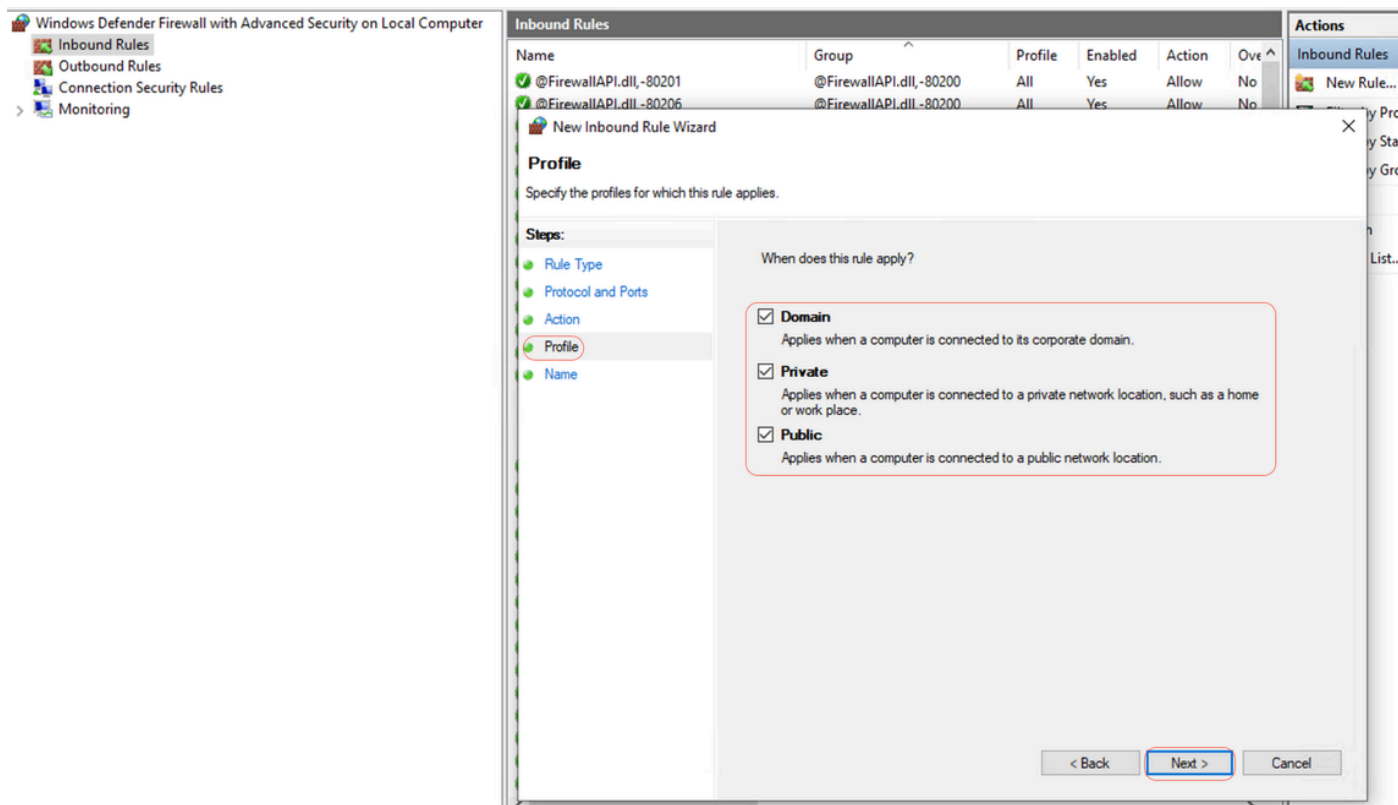 Windows Defender Firewall with Advanced Security on Local Computer
Inbound Rules
Outbound Rules
Connection Security Rules
Monitoring
Inbound Rules
Name Group Profile Enabled Action Ove
@FirewallAPI.dll,-80201 @FirewallAPI.dll,-80200 All Yes Allow No
@FirewallAPI.dll,-80206 @FirewallAPI.dll,-80200 All Yes Allow No
New Inbound Rule Wizard
Profile
Specify the profiles for which this rule applies.
Steps:
Rule Type
Protocol and Ports
Action
Profile
Name
When does this rule apply?
Domain
Applies when a computer is connected to its corporate domain.
Private
Applies when a computer is connected to a private network location, such as a home
or work place.
Public
Applies when a computer is connected to a public network location.
< Back Next > Cancel
Actions
Inbound Rules
New Rule...
by Pro
y Sta
y Gro
List..